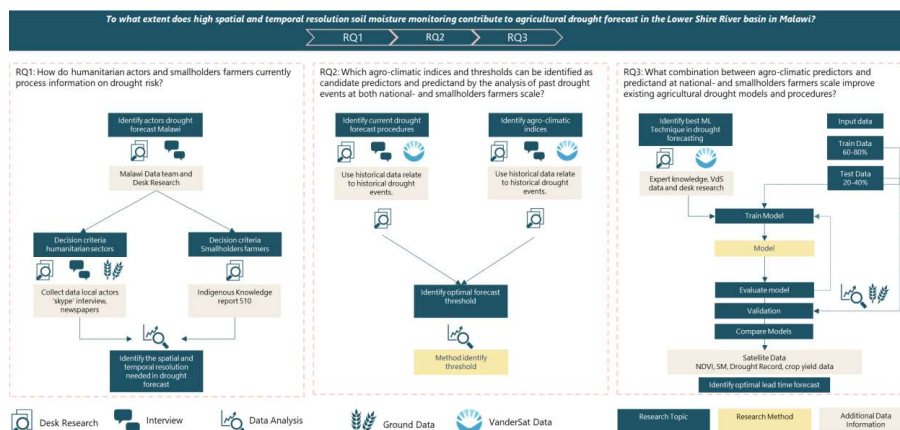 To what extent does high spatial and temporal resolution soil moisture monitoring contribute to agricultural drought forecast in the Lower Shire River basin in Malawi?
RQ1
RQ2
RQ3
RQ1: How do humanitarian actors and smallholders farmers currently
process information on drought risk?
Identify actors drought
forecast Malawi
Malawi Data team and
Desk Research
Decision criteria
humanitarian sectors
Decision criteria
Smallholders farmers
Collect data local actors
'skype' interview,
newspapers
Indigenous Knowledge
report 510
Identify the spatial and
temporal resolution
needed in drought
forecast
RQ2: Which agro-climatic indices and thresholds can be identified as
candidate predictors and predictand by the analysis of past drought
events at both national- and smallholders farmers scale?
Identify current drought
forecast procedures
Identify agro-climatic
indices
Use historical data relate
to historical drought
events.
Use historical data relate
to historical drought
events.
Identify optimal forecast
threshold
Method identify
threshold
RQ3: What combination between agro-climatic predictors and
predictand at national- and smallholders farmers scale improve
existing agricultural drought models and procedures?
Identify best ML
Technique in drought
forecasting
Input data
Train Data
60-80%
Test Data
20-40%
Expert knowledge, VdS
data and desk research
Train Model
Model
Evaluate model
Validation
Compare Models
Satellite Data
NDVI, SM, Drought Record, crop yield data
Identify optimal lead time forecast
Desk Research
Interview
Data Analysis
Ground Data
VanderSat Data
Research Topic
Research Method
Additional Data
Information